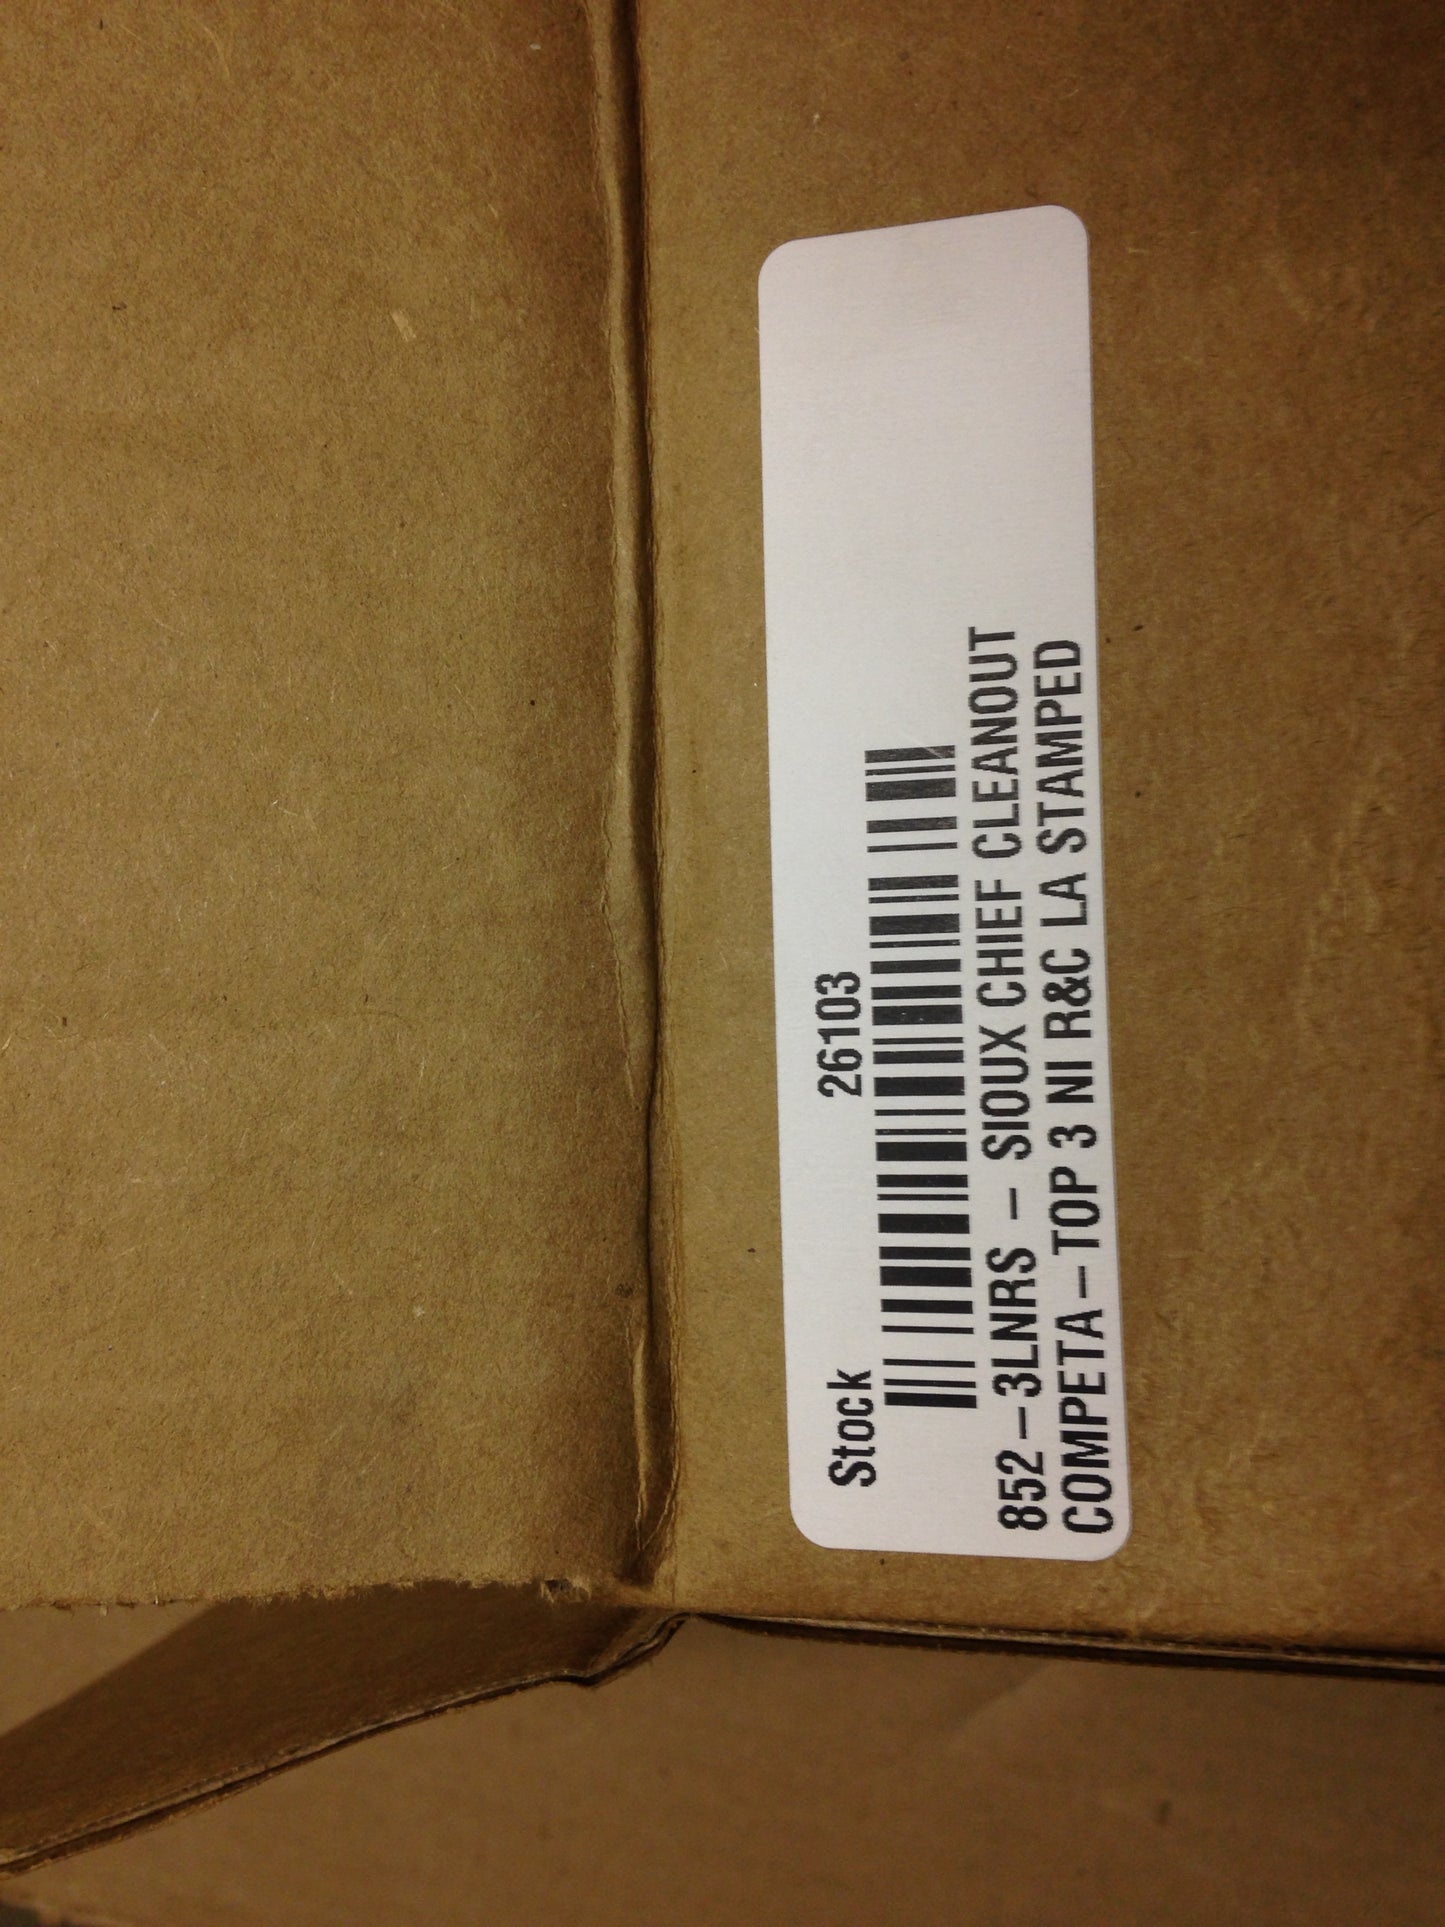 Stock 26103
852-3LNRS - SIOUX CHIEF CLEANOUT
COMPETA-TOP 3 NI R&C LA STAMPED